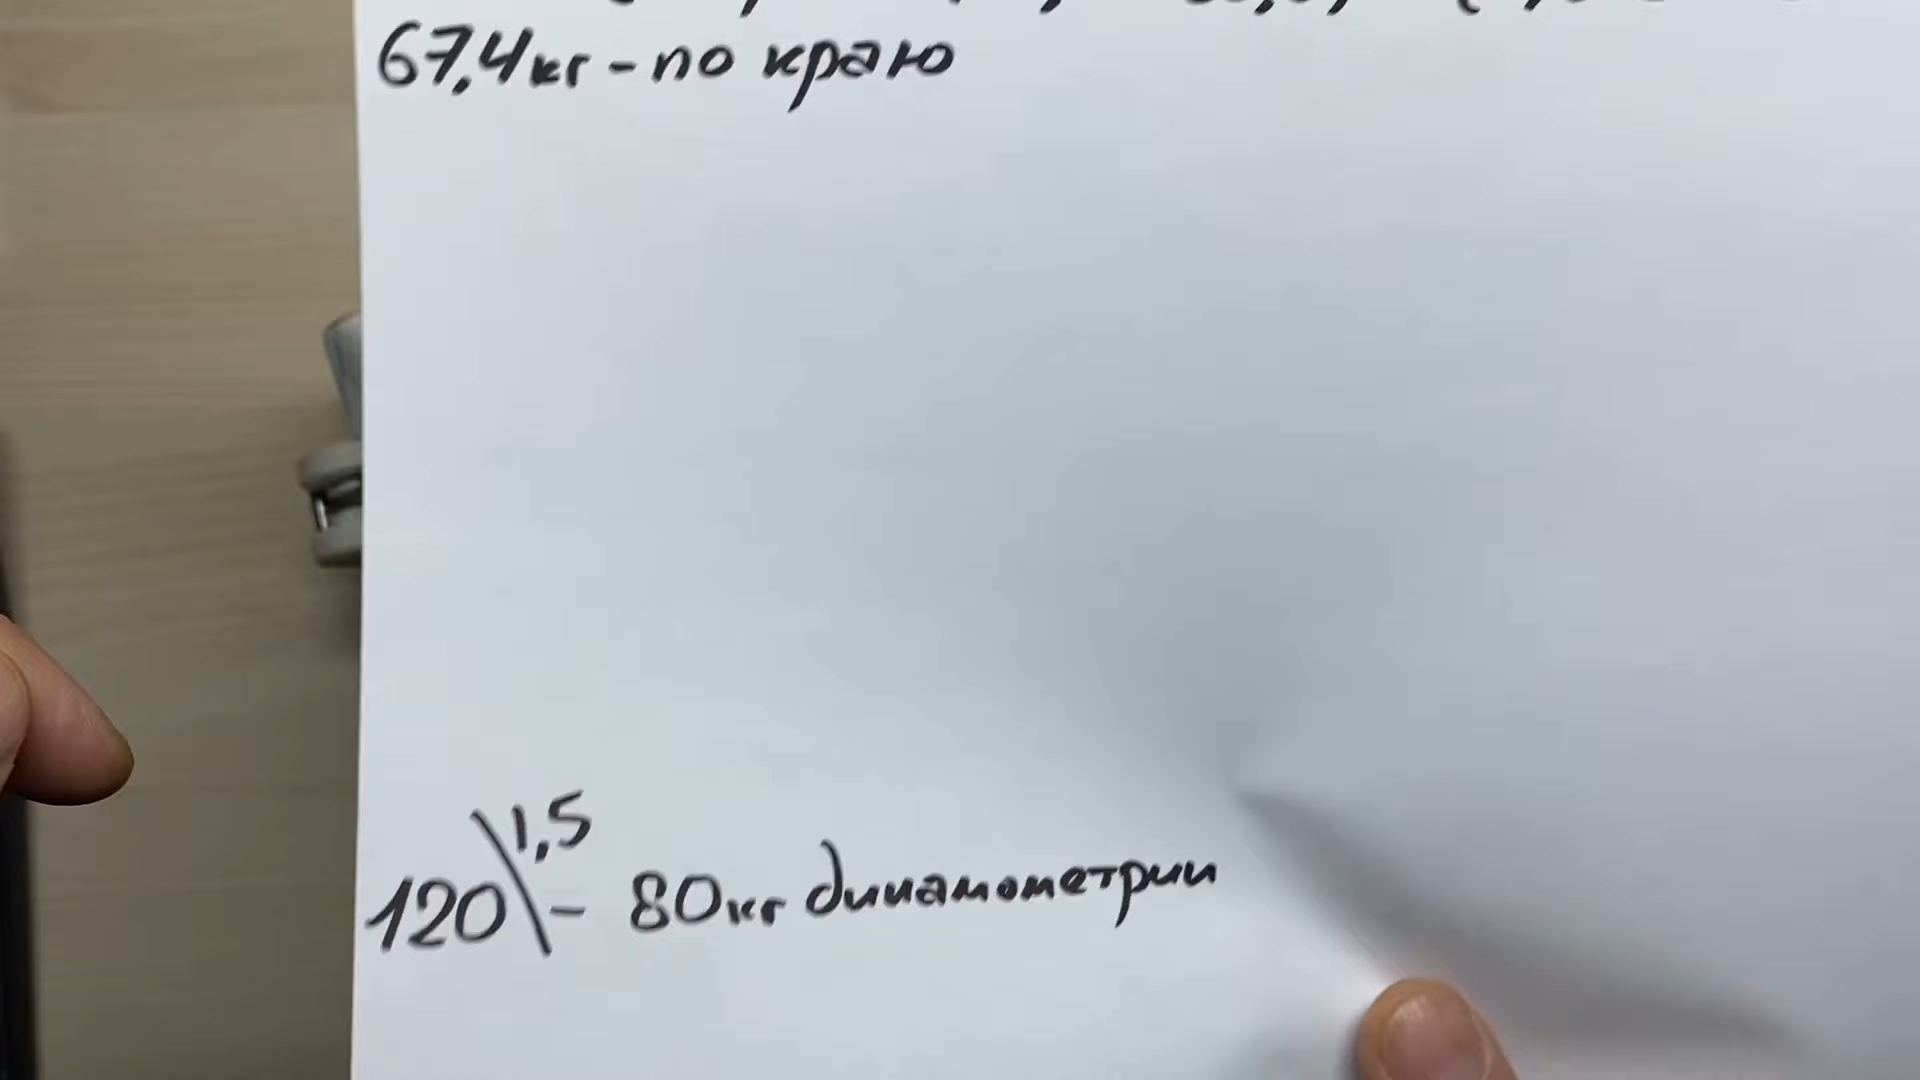 67,4кг - по краю
120\1,5 - 80кг динамометрии